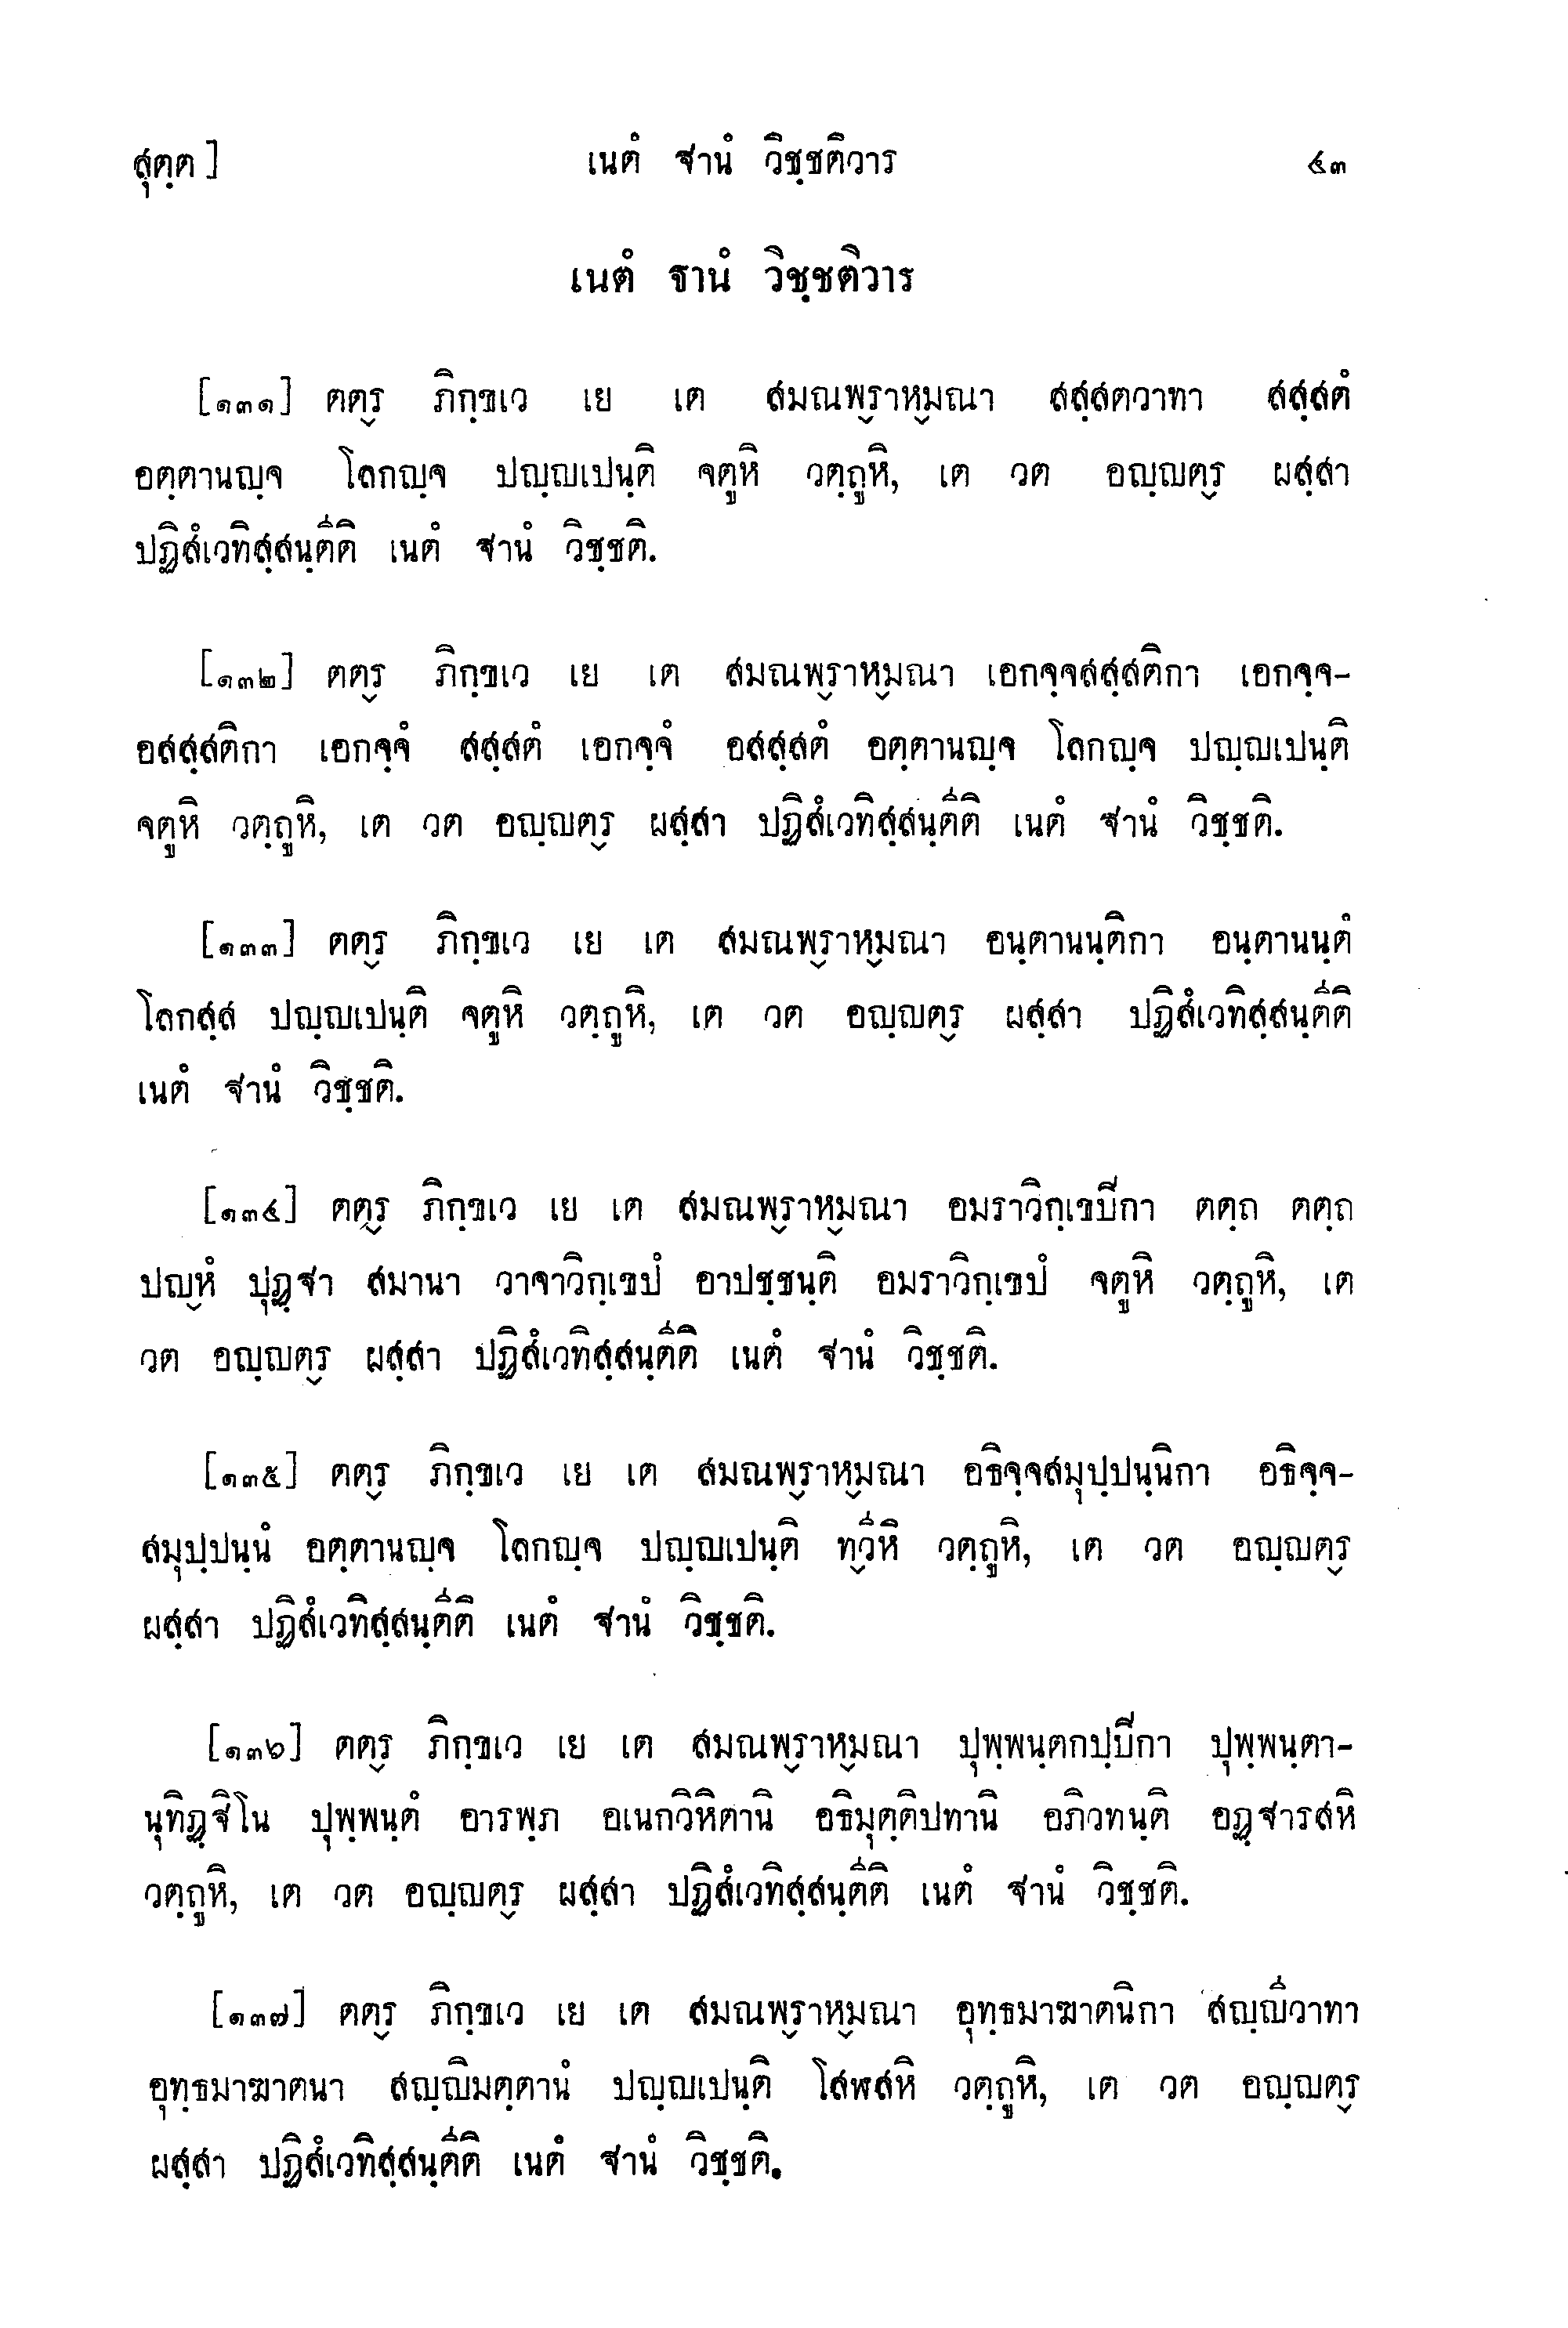 สุตฺต] เนตํ ฐานํ วิชฺชติวาร ๔๓
เนตํ ฐานํ วิชฺชติวาร
[๑๓๑] ตตฺร ภิกฺขเว เย เต สมณพฺราหฺมณา สสฺสตวาทา สสฺสตํ
อตฺตานญฺจ โลกญฺจ ปญฺญเปนฺติ จตูหิ วตฺถูหิ, เต วต อญฺญตฺร ผสฺสา
ปฏิสํเวทิสฺสนฺตีติ เนตํ ฐานํ วิชฺชติ.
[๑๓๒] ตตฺร ภิกฺขเว เย เต สมณพฺราหฺมณา เอกจฺจสสฺสติกา เอกจฺจ-
อสสฺสติกา เอกจฺจํ สสฺสตํ เอกจฺจํ อสสฺสตํ อตฺตานญฺจ โลกญฺจ ปญฺญเปนฺติ
จตูหิ วตฺถูหิ, เต วต อญฺญตฺร ผสฺสา ปฏิสํเวทิสฺสนฺตีติ เนตํ ฐานํ วิชฺชติ.
[๑๓๓] ตตฺร ภิกฺขเว เย เต สมณพฺราหฺมณา อนฺตานนฺติกา อนฺตานนฺตํ
โลกสฺส ปญฺญเปนฺติ จตูหิ วตฺถูหิ, เต วต อญฺญตฺร ผสฺสา ปฏิสํเวทิสฺสนฺตีติ
เนตํ ฐานํ วิชฺชติ.
[๑๓๔] ตตฺร ภิกฺขเว เย เต สมณพฺราหฺมณา อมราวิกฺเขปิกา ตตฺถ ตตฺถ
ปญฺหํ ปุฏฺฐา สมานา วาจาวิกฺเขปํ อาปชฺชนฺติ อมราวิกฺเขปํ จตูหิ วตฺถูหิ, เต
วต อญฺญตฺร ผสฺสา ปฏิสํเวทิสฺสนฺตีติ เนตํ ฐานํ วิชฺชติ.
[๑๓๕] ตตฺร ภิกฺขเว เย เต สมณพฺราหฺมณา อธิจฺจสมุปฺปนฺนิกา อธิจฺจ-
สมุปฺปนฺนํ อตฺตานญฺจ โลกญฺจ ปญฺญเปนฺติ ทฺวีหิ วตฺถูหิ, เต วต อญฺญตฺร
ผสฺสา ปฏิสํเวทิสฺสนฺตีติ เนตํ ฐานํ วิชฺชติ.
[๑๓๖] ตตฺร ภิกฺขเว เย เต สมณพฺราหฺมณา ปุพฺพนฺตกปฺปิกา ปุพฺพนฺตา-
นุทิฏฺฐิโน ปุพฺพนฺตํ อารพฺภ อเนกวิหิตานิ อธิมุตฺติปทานิ อภิวทนฺติ อฏฺฐารสหิ
วตฺถูหิ, เต วต อญฺญตฺร ผสฺสา ปฏิสํเวทิสฺสนฺตีติ เนตํ ฐานํ วิชฺชติ.
[๑๓๗] ตตฺร ภิกฺขเว เย เต สมณพฺราหฺมณา อุทฺธมาฆาตนิกา สญฺญีวาทา
อุทฺธมาฆาตนา สญฺญิมตฺตานํ ปญฺญเปนฺติ โสฬสหิ วตฺถูหิ, เต วต อญฺญตฺร
ผสฺสา ปฏิสํเวทิสฺสนฺตีติ เนตํ ฐานํ วิชฺชติ.